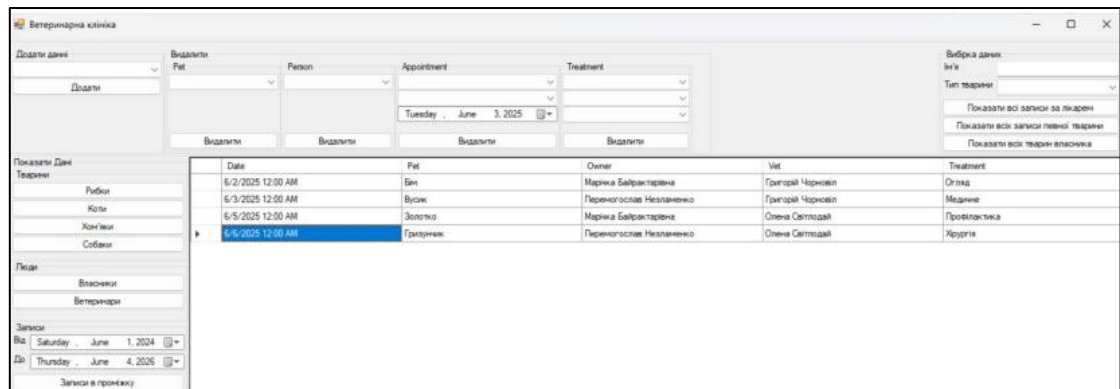 Ветеринарна клініка
Додати данні
Додати
Видалити
Pet Person Appointment Treatment
Tuesday , June 3, 2025
Видалити Видалити Видалити Видалити
Вибірка даних
Ім'я
Тип тварини
Показати всі записи за лікарем
Показати всіх записи певної тварини
Показати всіх тварин власника
Показати Дані
Тварини
Рибки
Коти
Хом'яки
Собаки
Люди
Власники
Ветеринари
Записи
Від Saturday , June 1, 2024
До Thursday , June 4, 2026
Записи в проміжку
Date Pet Owner Vet Treatment
6/2/2025 12:00 AM Бім Марічка Байрактарівна Григорій Чорновіл Огляд
6/3/2025 12:00 AM Вусик Перемогослав Незламенко Григорій Чорновіл Медичне
6/5/2025 12:00 AM Золотко Марічка Байрактарівна Олена Світлодай Профілактика
6/6/2025 12:00 AM Гризунчик Перемогослав Незламенко Олена Світлодай Хірургія